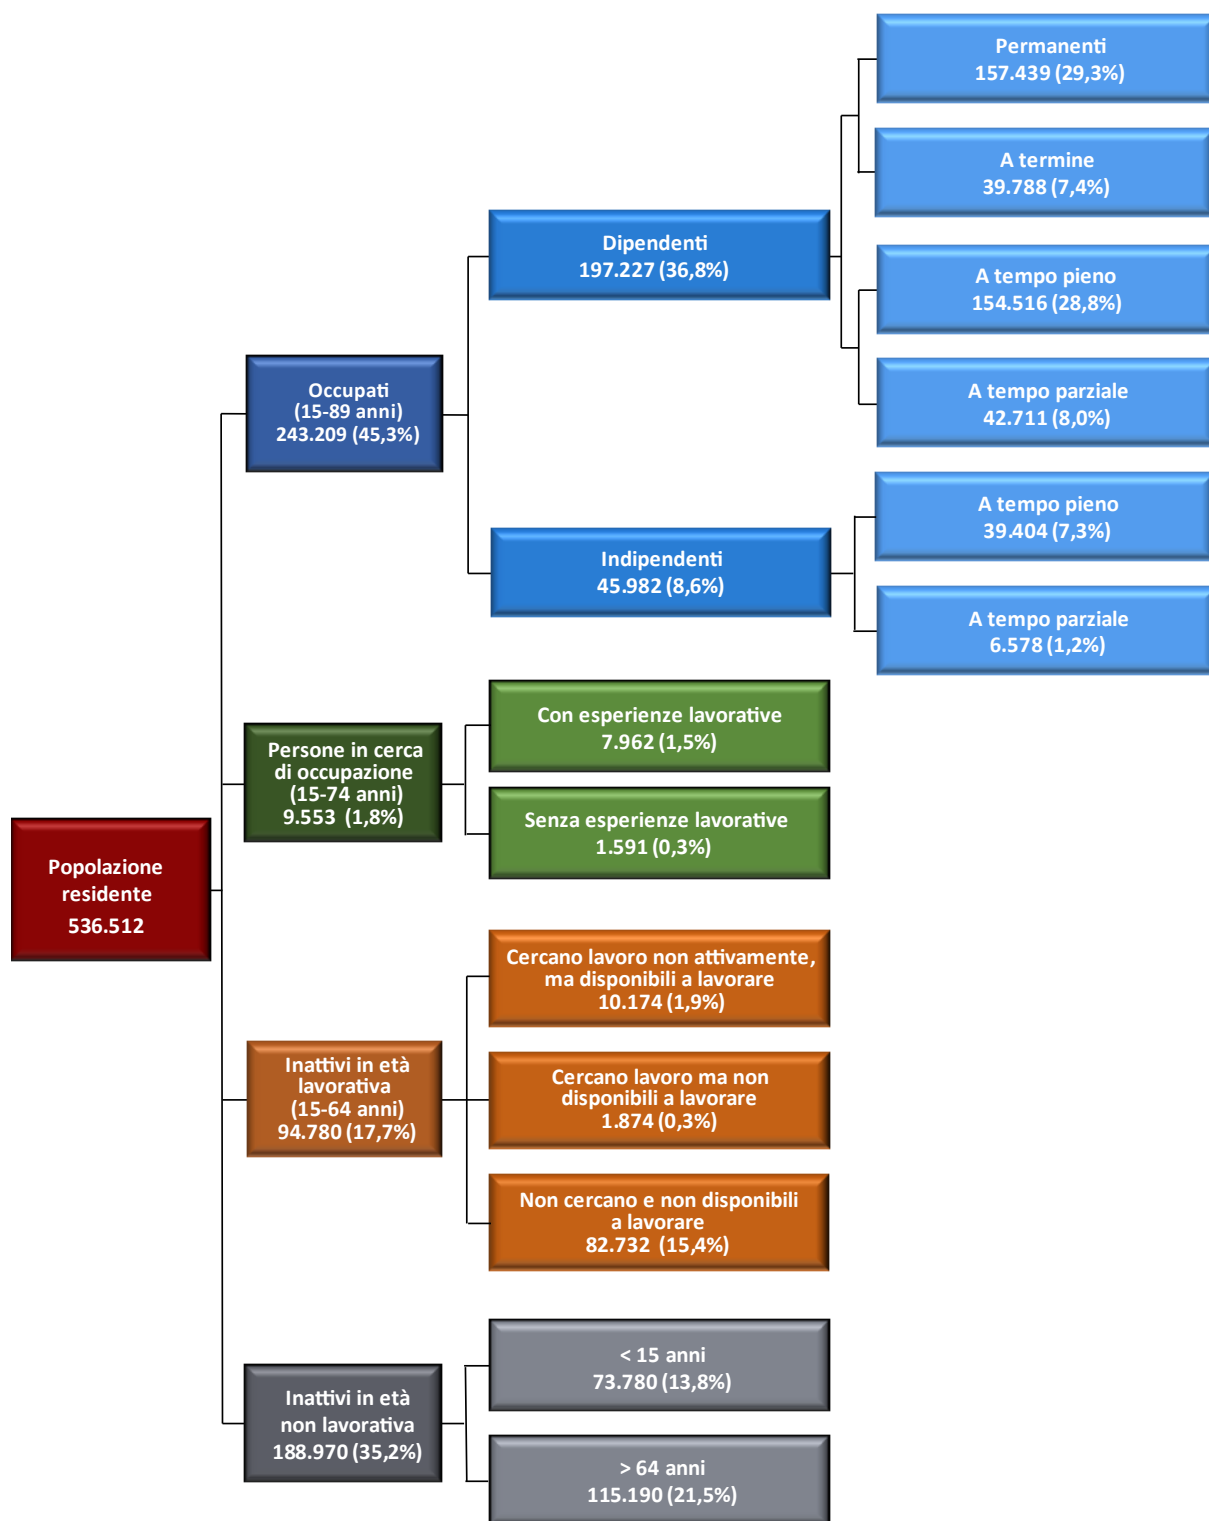 Popolazione
residente
536.512
Occupati
(15-89 anni)
243.209 (45,3%)
Dipendenti
197.227 (36,8%)
Permanenti
157.439 (29,3%)
A termine
39.788 (7,4%)
A tempo pieno
154.516 (28,8%)
A tempo parziale
42.711 (8,0%)
Indipendenti
45.982 (8,6%)
A tempo pieno
39.404 (7,3%)
A tempo parziale
6.578 (1,2%)
Persone in cerca
di occupazione
(15-74 anni)
9.553 (1,8%)
Con esperienze lavorative
7.962 (1,5%)
Senza esperienze lavorative
1.591 (0,3%)
Inattivi in età
lavorativa
(15-64 anni)
94.780 (17,7%)
Cercano lavoro non attivamente,
ma disponibili a lavorare
10.174 (1,9%)
Cercano lavoro ma non
disponibili a lavorare
1.874 (0,3%)
Non cercano e non disponibili
a lavorare
82.732 (15,4%)
Inattivi in età
non lavorativa
188.970 (35,2%)
< 15 anni
73.780 (13,8%)
> 64 anni
115.190 (21,5%)